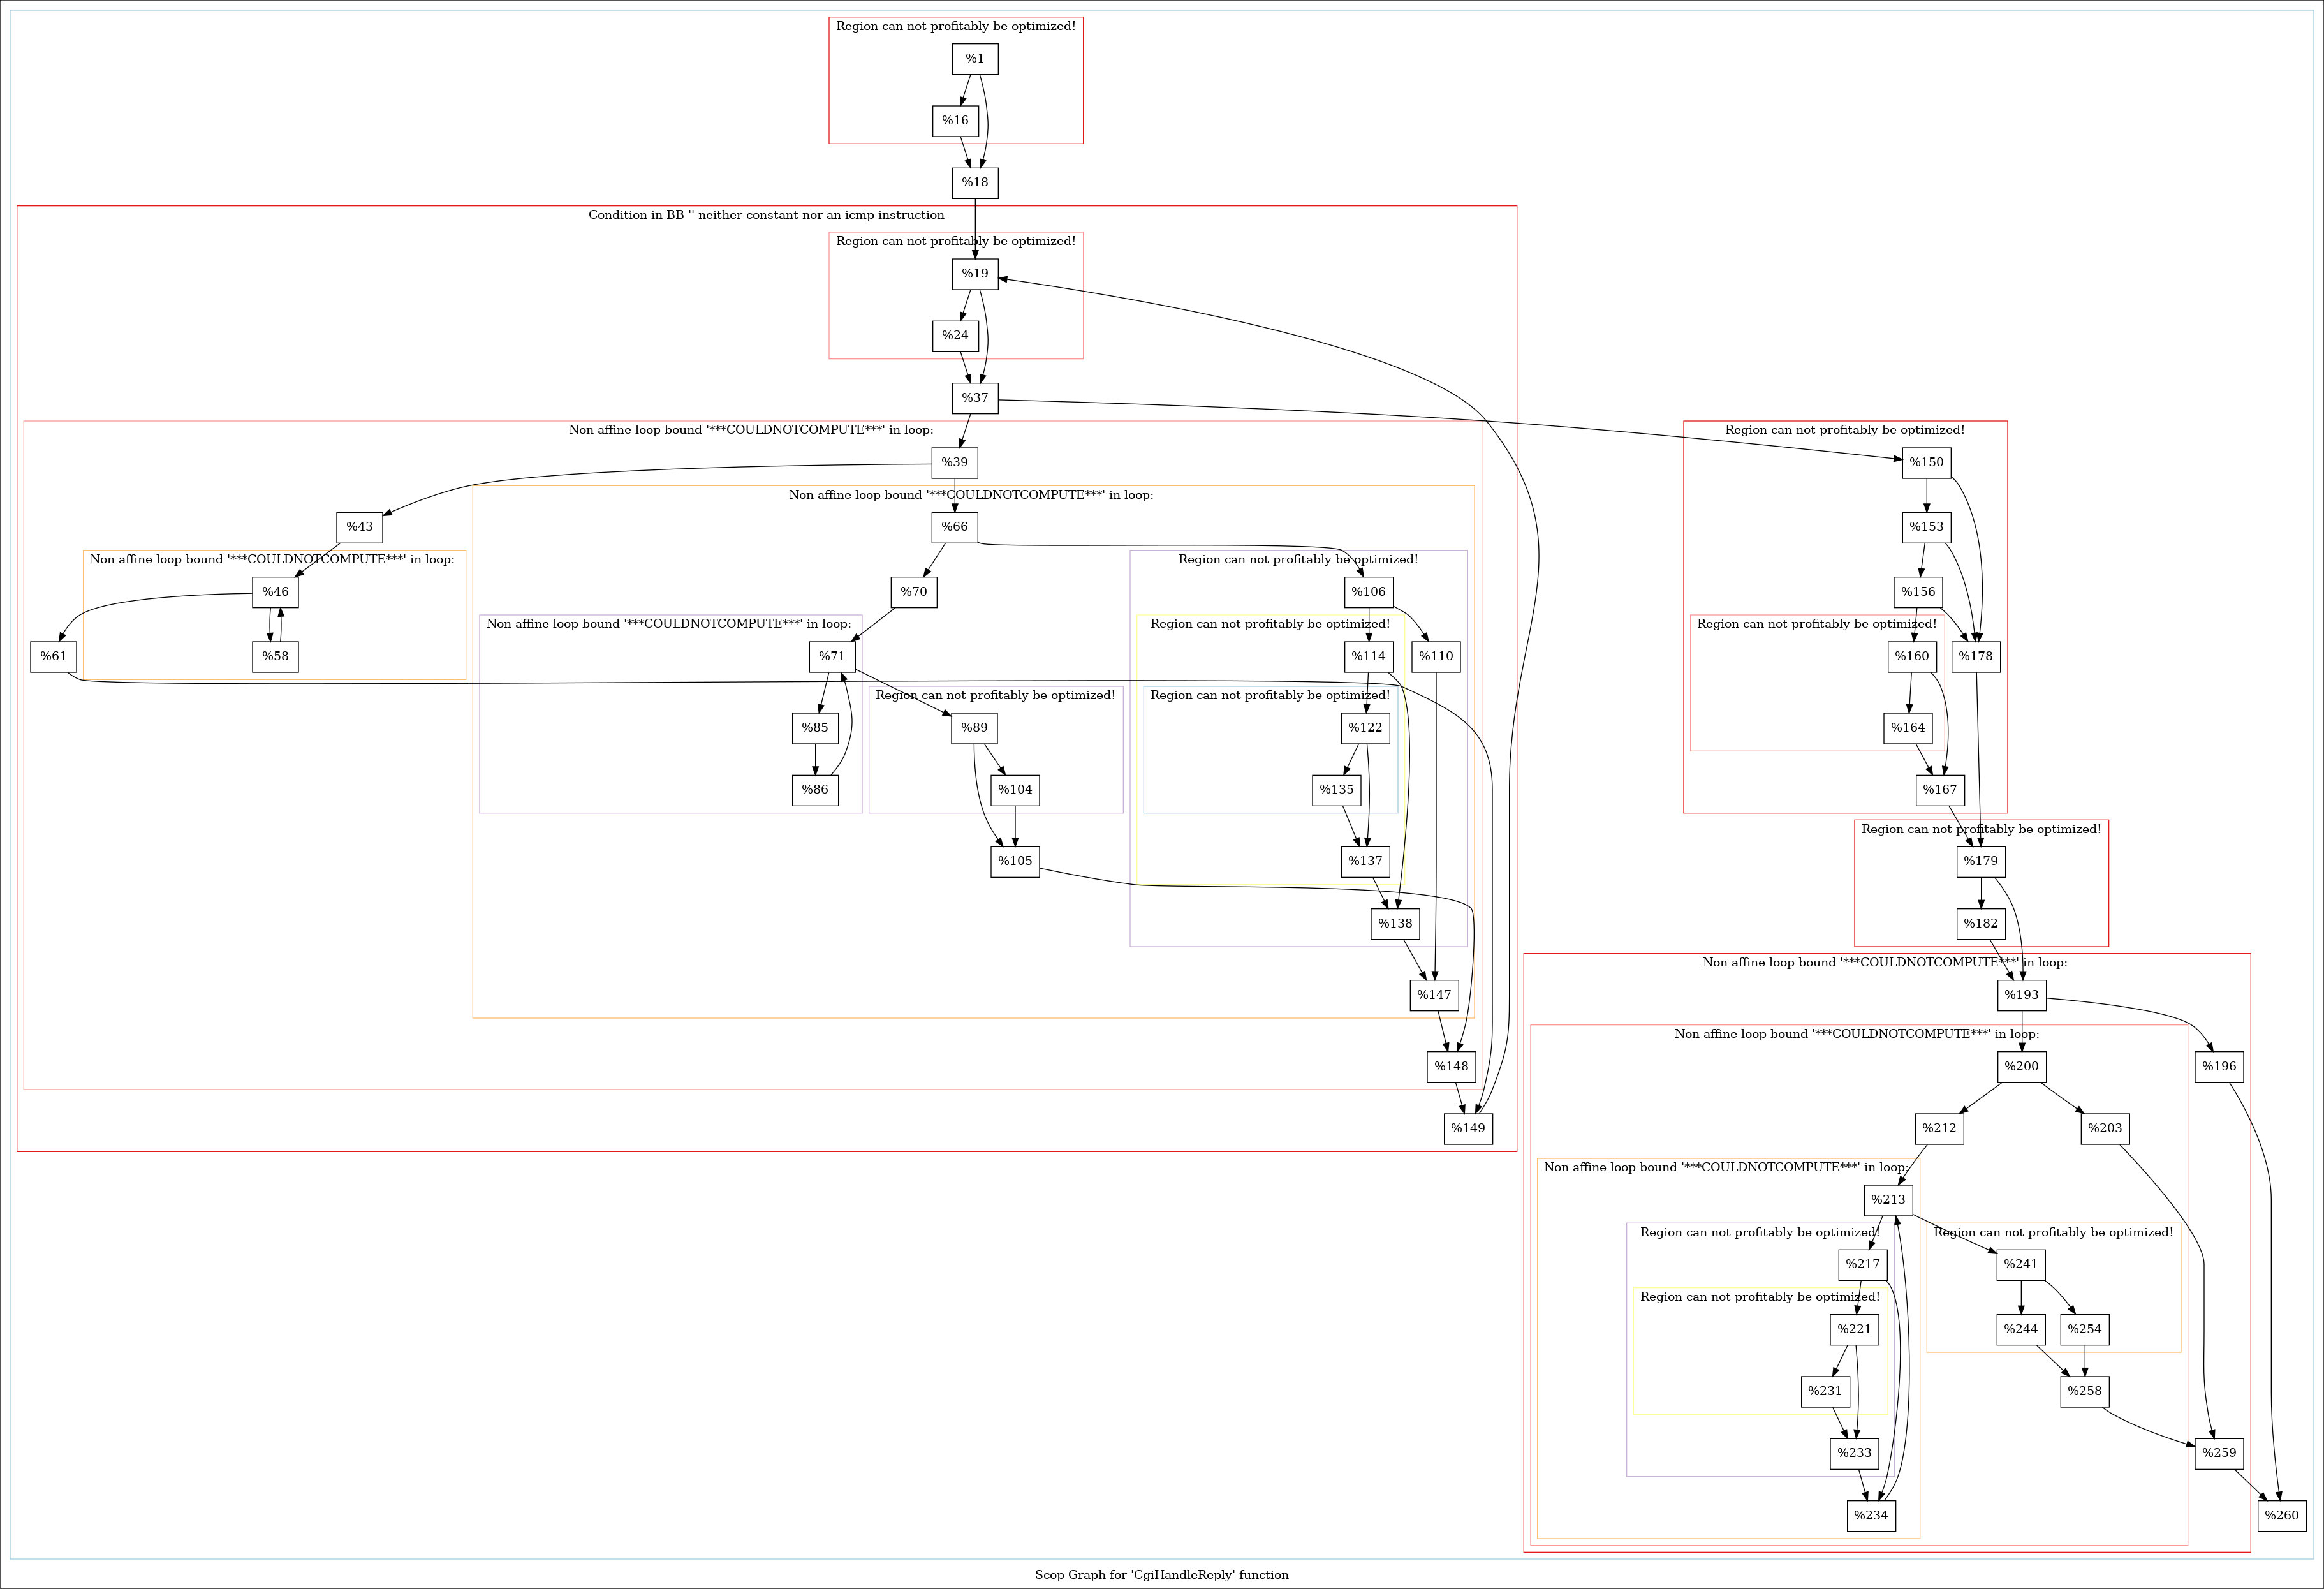 Region can not profitably be optimized!
%1
%16
%18
Condition in BB '' neither constant nor an icmp instruction
Region can not profitably be optimized!
%19
%24
%37
Non affine loop bound '***COULDNOTCOMPUTE***' in loop:
Region can not profitably be optimized!
%39
%150
Non affine loop bound '***COULDNOTCOMPUTE***' in loop:
%43
%66
%153
Non affine loop bound '***COULDNOTCOMPUTE***' in loop:
Region can not profitably be optimized!
%46
%70
%106
%156
Non affine loop bound '***COULDNOTCOMPUTE***' in loop:
Region can not profitably be optimized!
Region can not profitably be optimized!
%61
%58
%71
%114
%110
%160
%178
Region can not profitably be optimized!
Region can not profitably be optimized!
%85
%89
%122
%164
%86
%104
%135
%167
Region can not profitably be optimized!
%105
%137
%179
%138
%182
Non affine loop bound '***COULDNOTCOMPUTE***' in loop:
%147
%193
Non affine loop bound '***COULDNOTCOMPUTE***' in loop:
%148
%200
%196
%149
%212
%203
Non affine loop bound '***COULDNOTCOMPUTE***' in loop:
%213
Region can not profitably be optimized!
Region can not profitably be optimized!
%217
%241
Region can not profitably be optimized!
%221
%244
%254
%231
%258
%233
%259
%234
%260
Scop Graph for 'CgiHandleReply' function